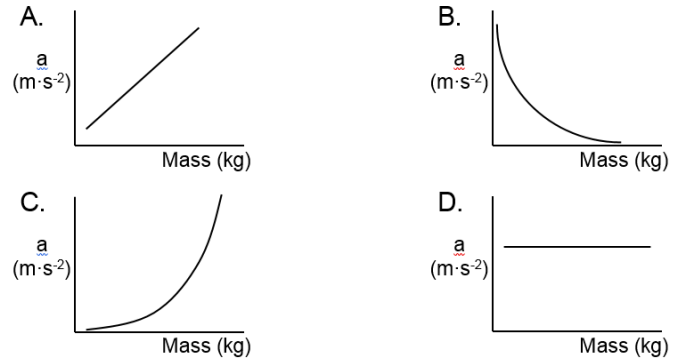 A.
a
(m·s-2)
Mass (kg)
B.
a
(m·s-2)
Mass (kg)
C.
a
(m·s-2)
Mass (kg)
D.
a
(m·s-2)
Mass (kg)